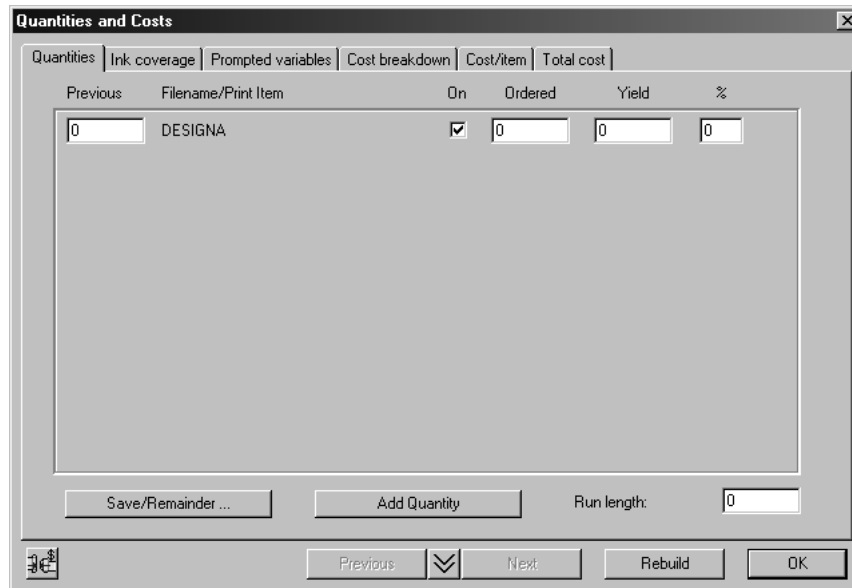 Quantities and Costs
Quantities Ink coverage Prompted variables Cost breakdown Cost/item Total cost
Previous Filename/Print Item On Ordered Yield %
0 DESIGNA 0 0 0
Save/Remainder ... Add Quantity Run length: 0
Previous Next Rebuild OK